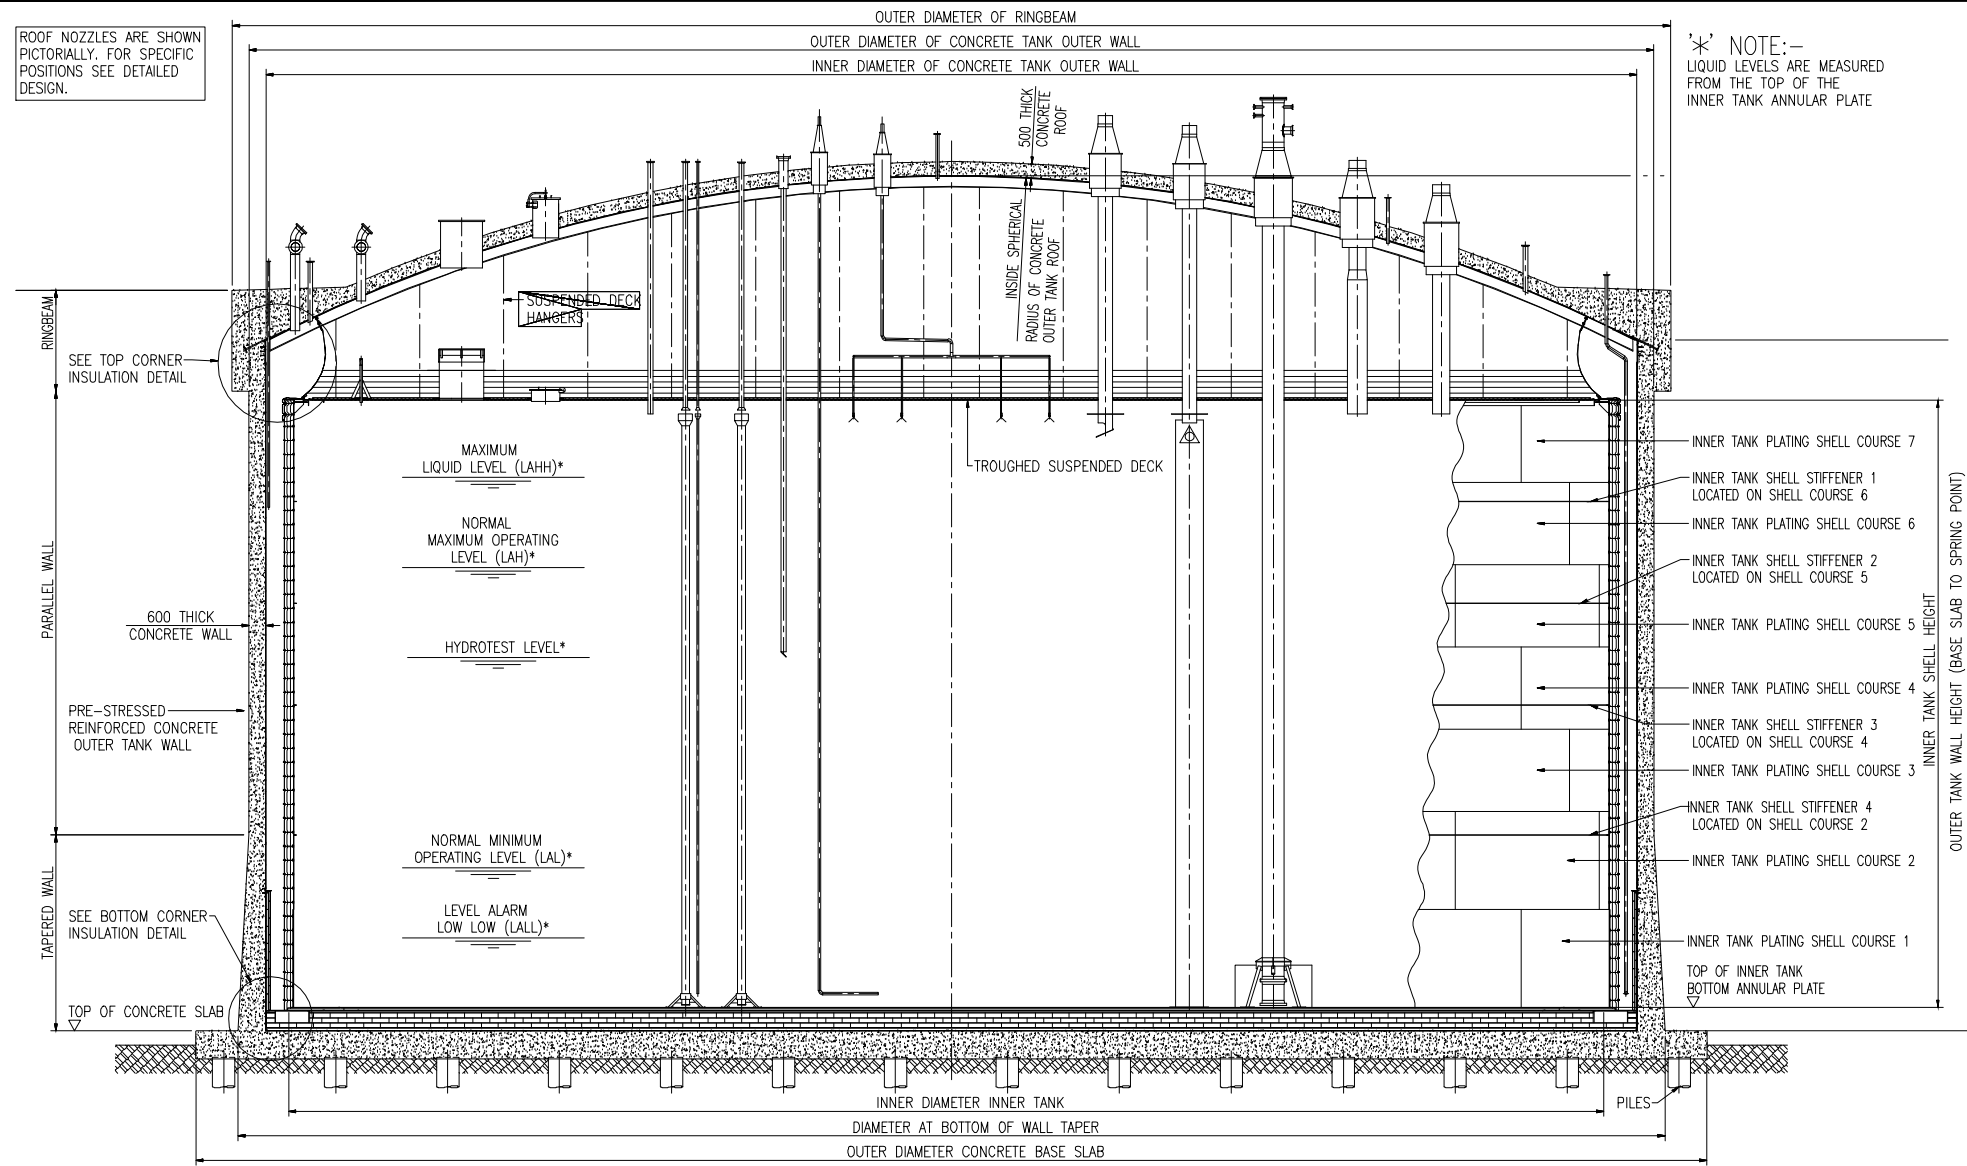 OUTER DIAMETER OF RINGBEAM
OUTER DIAMETER OF CONCRETE TANK OUTER WALL
INNER DIAMETER OF CONCRETE TANK OUTER WALL
ROOF NOZZLES ARE SHOWN
PICTORIALLY. FOR SPECIFIC
POSITIONS SEE DETAILED
DESIGN.
'*' NOTE:-
LIQUID LEVELS ARE MEASURED
FROM THE TOP OF THE
INNER TANK ANNULAR PLATE
500 THICK
CONCRETE
ROOF
INSIDE SPHERICAL
RADIUS OF CONCRETE
OUTER TANK ROOF
SUSPENDED DECK
HANGERS
RINGBEAM
SEE TOP CORNER
INSULATION DETAIL
PARALLEL WALL
600 THICK
CONCRETE WALL
PRE-STRESSED
REINFORCED CONCRETE
OUTER TANK WALL
TAPERED WALL
SEE BOTTOM CORNER
INSULATION DETAIL
TOP OF CONCRETE SLAB
MAXIMUM
LIQUID LEVEL (LAHH)*
NORMAL
MAXIMUM OPERATING
LEVEL (LAH)*
HYDROTEST LEVEL*
NORMAL MINIMUM
OPERATING LEVEL (LAL)*
LEVEL ALARM
LOW LOW (LALL)*
TROUGHED SUSPENDED DECK
INNER TANK PLATING SHELL COURSE 7
INNER TANK SHELL STIFFENER 1
LOCATED ON SHELL COURSE 6
INNER TANK PLATING SHELL COURSE 6
INNER TANK SHELL STIFFENER 2
LOCATED ON SHELL COURSE 5
INNER TANK PLATING SHELL COURSE 5
INNER TANK PLATING SHELL COURSE 4
INNER TANK SHELL STIFFENER 3
LOCATED ON SHELL COURSE 4
INNER TANK PLATING SHELL COURSE 3
INNER TANK SHELL STIFFENER 4
LOCATED ON SHELL COURSE 2
INNER TANK PLATING SHELL COURSE 2
INNER TANK PLATING SHELL COURSE 1
TOP OF INNER TANK
BOTTOM ANNULAR PLATE
INNER TANK SHELL HEIGHT
OUTER TANK WALL HEIGHT (BASE SLAB TO SPRING POINT)
PILES
INNER DIAMETER INNER TANK
DIAMETER AT BOTTOM OF WALL TAPER
OUTER DIAMETER CONCRETE BASE SLAB